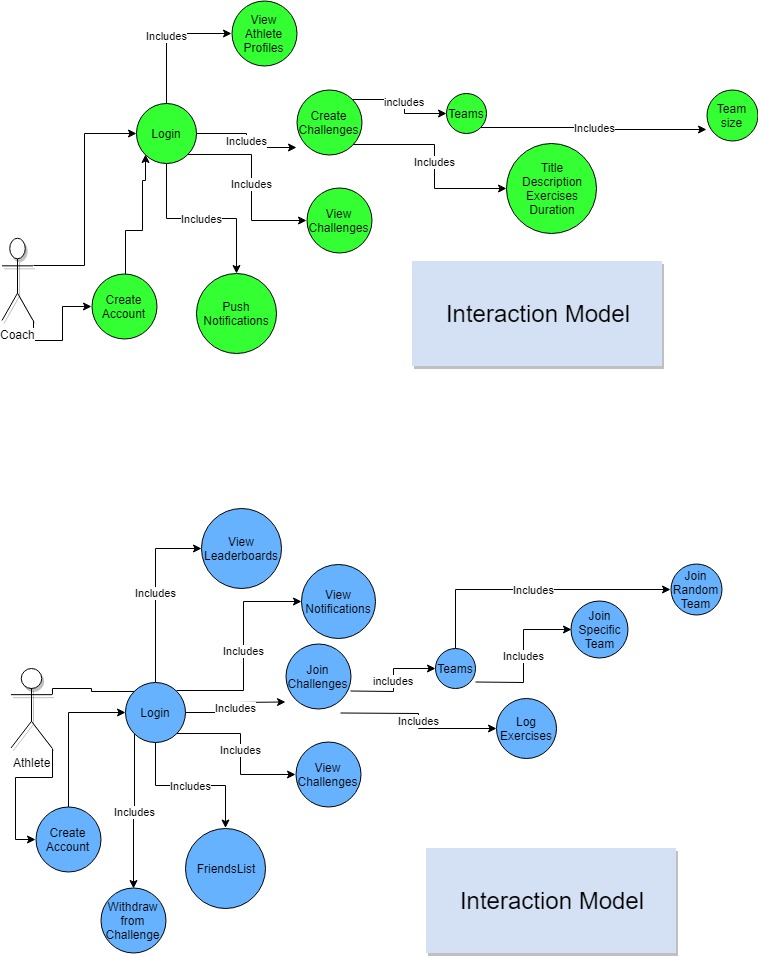 View
Athlete
Profiles
Includes
Create
Challenges
includes
Teams
Team
size
Includes
Login
Includes
Includes
Title
Description
Exercises
Duration
Includes
View
Challenges
Includes
Create
Account
Push
Notifications
Coach
Interaction Model
View
Leaderboards
Includes
View
Notifications
Join
Random
Team
Includes
Join
Specific
Team
Includes
Includes
Join
Challenges
includes
Teams
Login
Includes
Includes
Log
Exercises
Includes
Athlete
View
Challenges
Includes
Includes
Create
Account
FriendsList
Withdraw
from
Challenge
Interaction Model